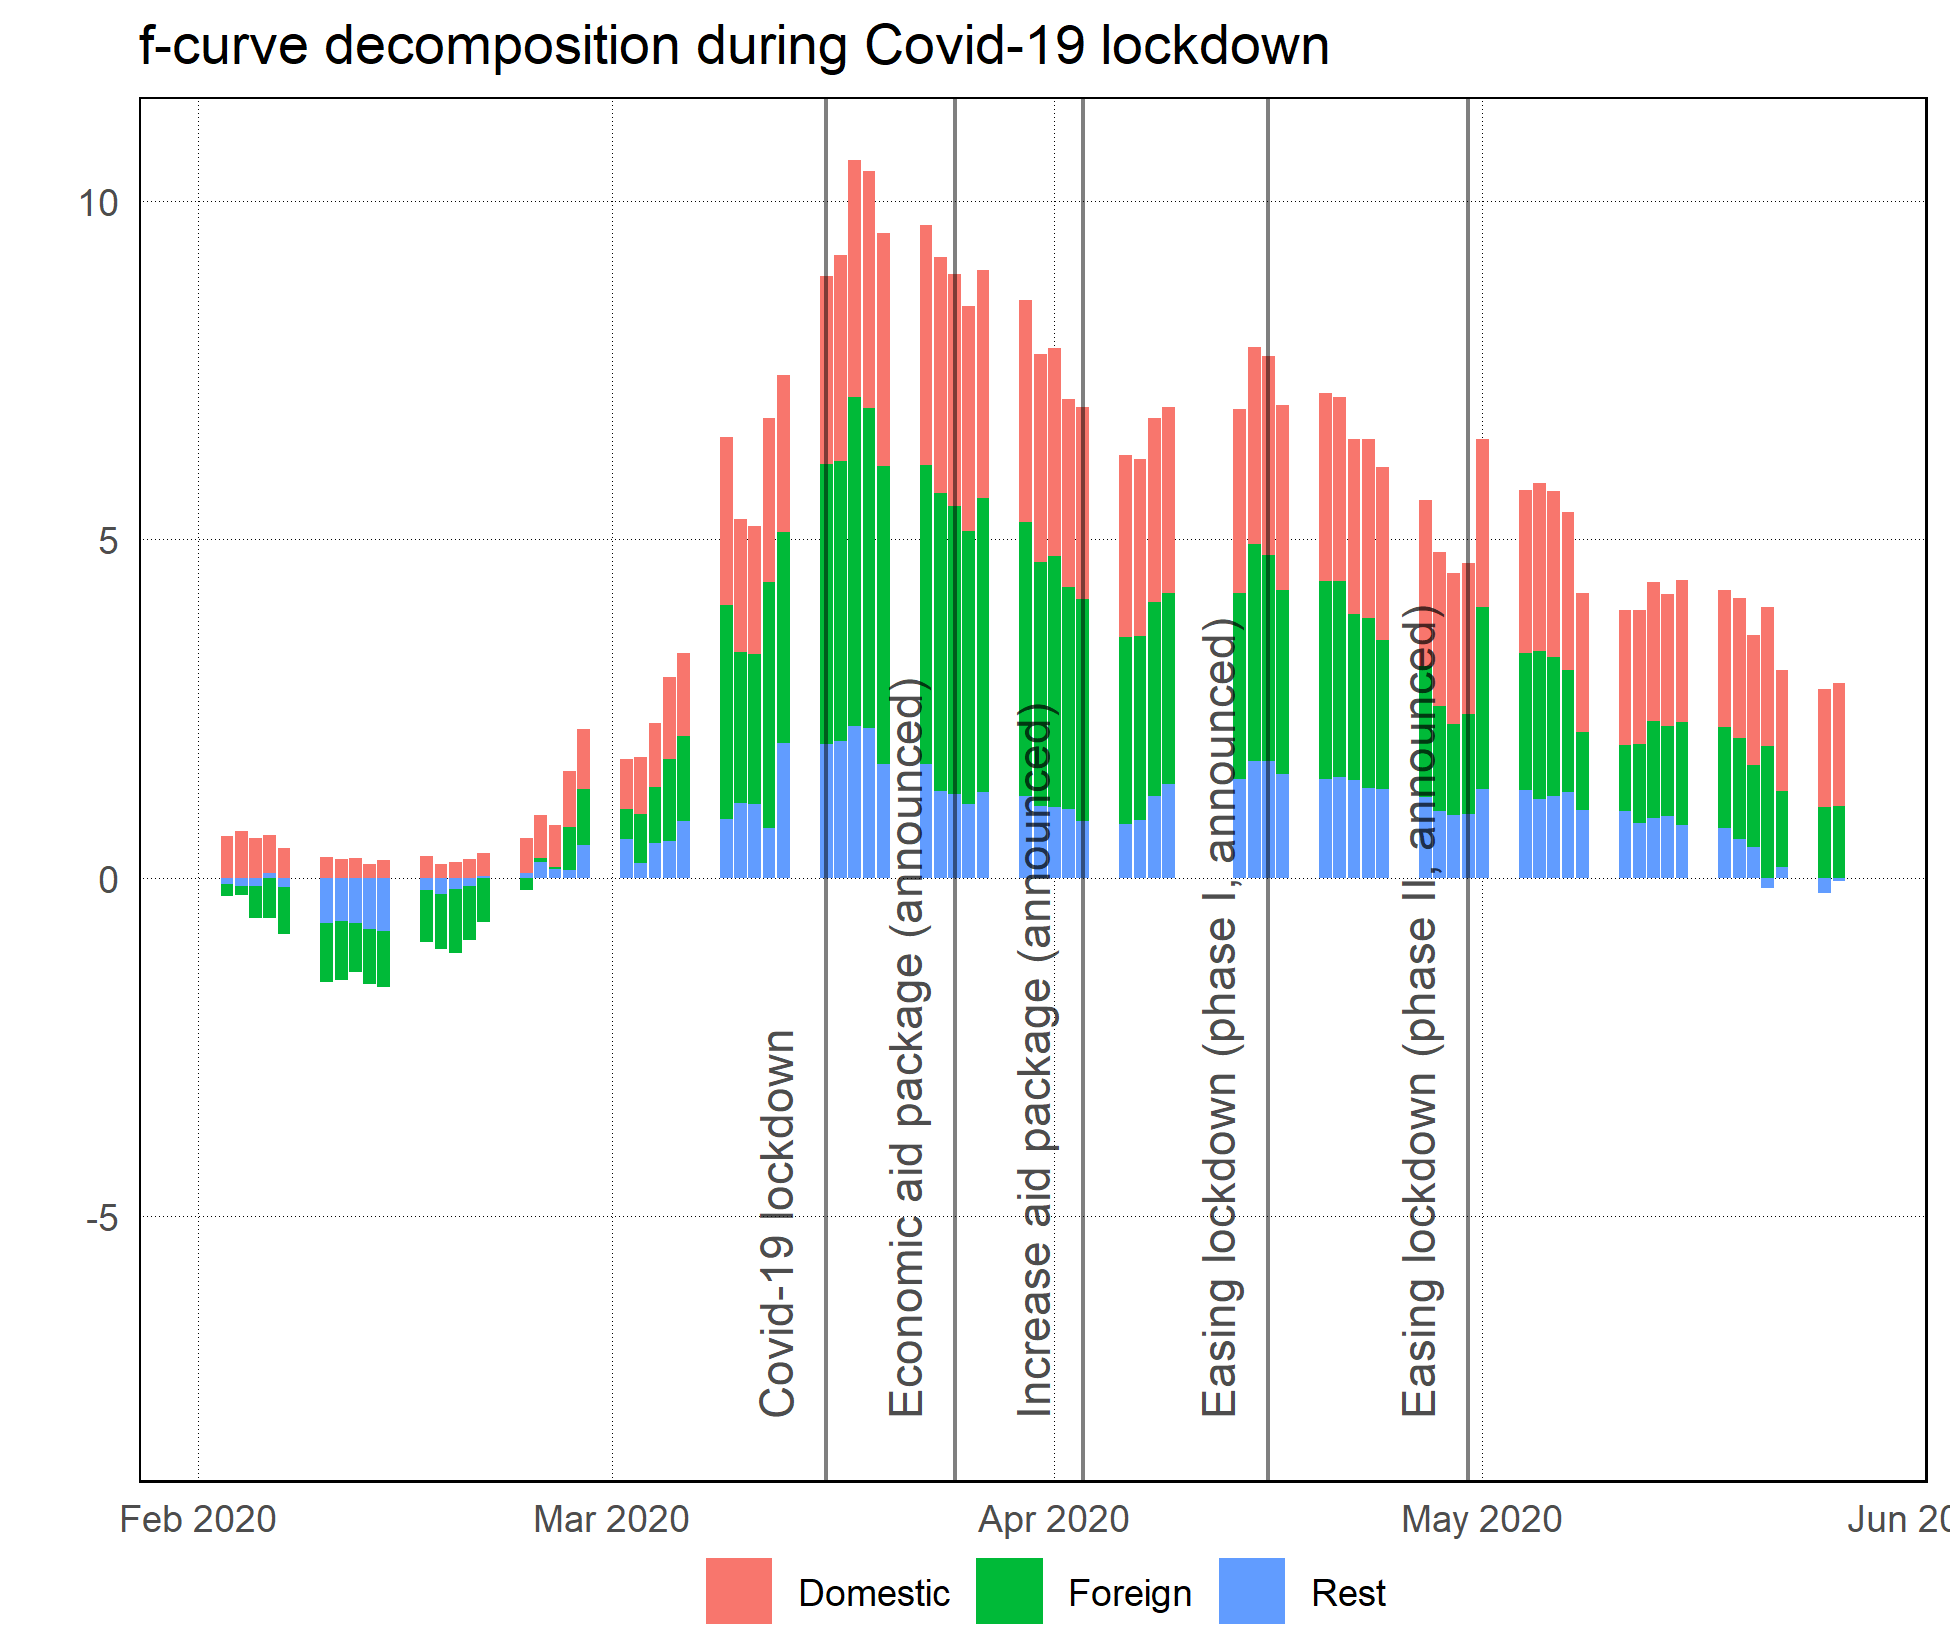 f-curve decomposition during Covid-19 lockdown
10
5
0
-5
Covid-19 lockdown
Economic aid package (announced)
Increase aid package (announced)
Easing lockdown (phase I, announced)
Easing lockdown (phase II, announced)
Feb 2020
Mar 2020
Apr 2020
May 2020
Jun 20
Domestic
Foreign
Rest